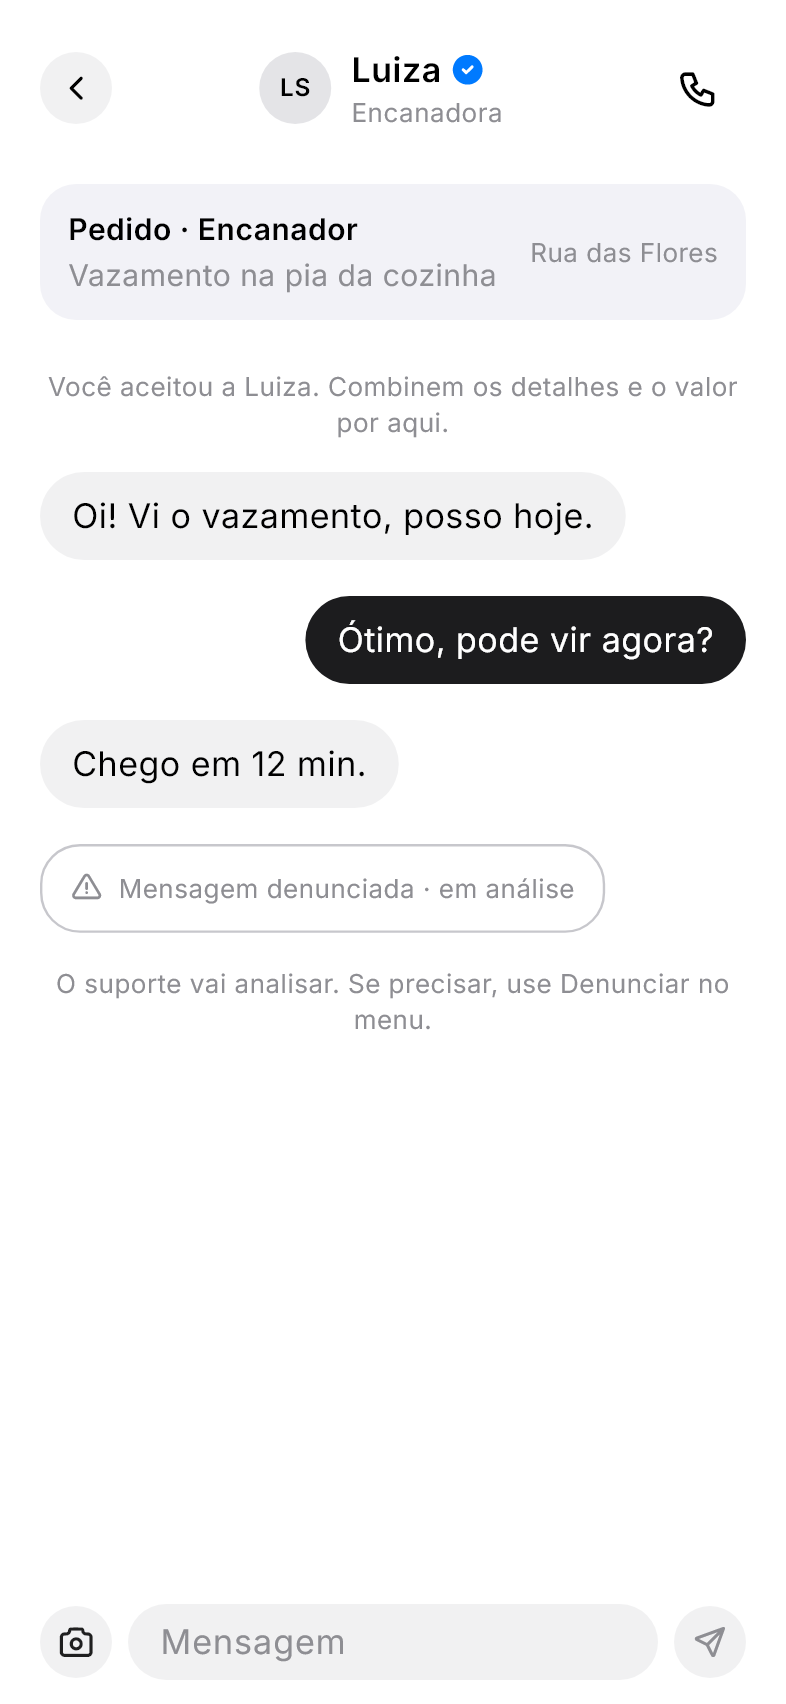 LS
Luiza
Encanadora
Pedido · Encanador
Vazamento na pia da cozinha
Rua das Flores
Você aceitou a Luiza. Combinem os detalhes e o valor
por aqui.
Oi! Vi o vazamento, posso hoje.
Ótimo, pode vir agora?
Chego em 12 min.
Mensagem denunciada · em análise
O suporte vai analisar. Se precisar, use Denunciar no
menu.
Mensagem